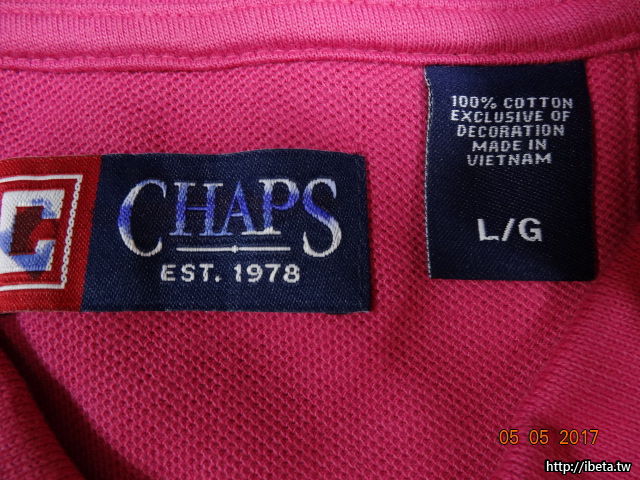 C
CHAPS
EST. 1978
100% COTTON
EXCLUSIVE OF
DECORATION
MADE IN
VIETNAM
L/G
05 05 2017
http://ibeta.tw